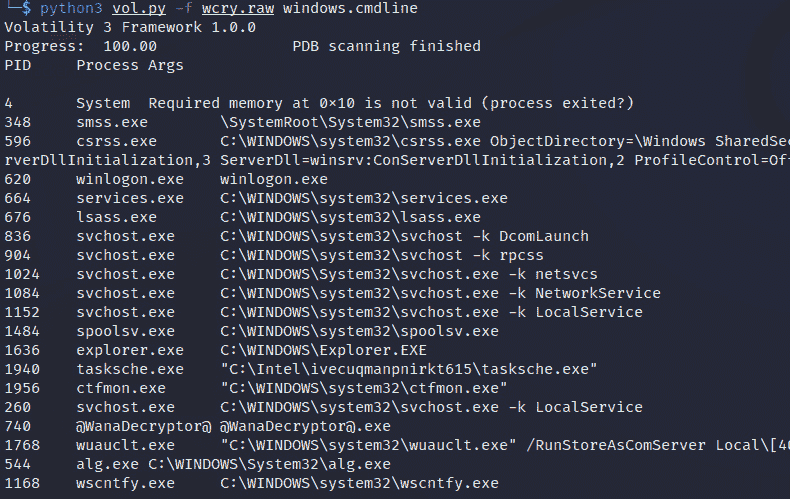 └─$ python3 vol.py -f wcry.raw windows.cmdline
Volatility 3 Framework 1.0.0
Progress:  100.00               PDB scanning finished
PID     Process Args
4       System  Required memory at 0×10 is not valid (process exited?)
348     smss.exe        \SystemRoot\System32\smss.exe
596     csrss.exe       C:\WINDOWS\system32\csrss.exe ObjectDirectory=\Windows SharedSec
rverDllInitialization,3 ServerDll=winsrv:ConServerDllInitialization,2 ProfileControl=Off
620     winlogon.exe    winlogon.exe
664     services.exe    C:\WINDOWS\system32\services.exe
676     lsass.exe       C:\WINDOWS\system32\lsass.exe
836     svchost.exe     C:\WINDOWS\system32\svchost -k DcomLaunch
904     svchost.exe     C:\WINDOWS\system32\svchost -k rpcss
1024    svchost.exe     C:\WINDOWS\system32\svchost.exe -k netsvcs
1084    svchost.exe     C:\WINDOWS\system32\svchost.exe -k NetworkService
1152    svchost.exe     C:\WINDOWS\system32\svchost.exe -k LocalService
1484    spoolsv.exe     C:\WINDOWS\system32\spoolsv.exe
1636    explorer.exe    C:\WINDOWS\Explorer.EXE
1940    tasksche.exe    "C:\Intel\ivecuqmanpnirkt615\tasksche.exe"
1956    ctfmon.exe      "C:\WINDOWS\system32\ctfmon.exe"
260     svchost.exe     C:\WINDOWS\system32\svchost.exe -k LocalService
740     @WanaDecryptor@ @WanaDecryptor@.exe
1768    wuauclt.exe     "C:\WINDOWS\system32\wuauclt.exe" /RunStoreAsComServer Local\[40
544     alg.exe C:\WINDOWS\System32\alg.exe
1168    wscntfy.exe     C:\WINDOWS\system32\wscntfy.exe